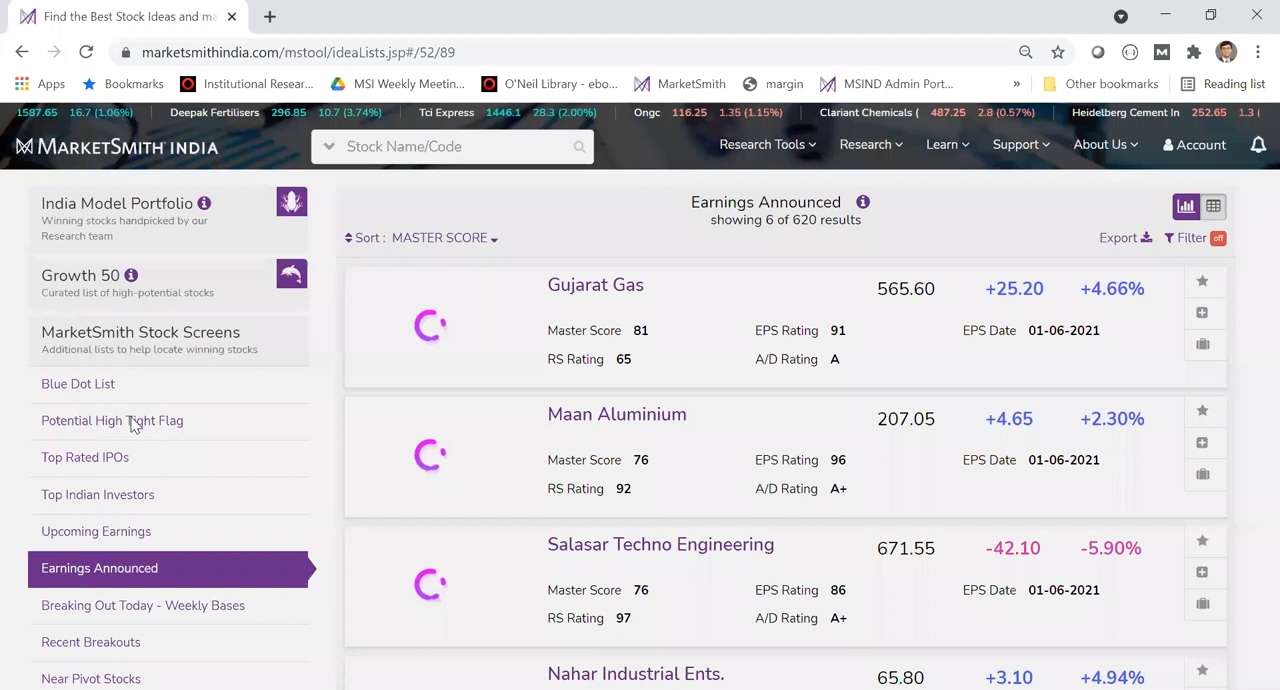 Find the Best Stock Ideas and ma
marketsmithindia.com/mstool/ideaLists.jsp#/52/89
Apps Bookmarks Institutional Resear... MSI Weekly Meetin... O'Neil Library - ebo... MarketSmith margin MSIND Admin Port... » Other bookmarks Reading list
1587.65 16.7 (1.06%) Deepak Fertilisers 296.85 10.7 (3.74%) Tci Express 1446.1 28.3 (2.00%) Ongc 116.25 1.35 (1.15%) Clariant Chemicals ( 487.25 2.8 (0.57%) Heidelberg Cement In 252.65 1.3 (
MARKETSMITH INDIA Stock Name/Code Research Tools Research Learn Support About Us Account
India Model Portfolio
Winning stocks handpicked by our
Research team
Growth 50
Curated list of high-potential stocks
MarketSmith Stock Screens
Additional lists to help locate winning stocks
Blue Dot List
Potential High Tight Flag
Top Rated IPOs
Top Indian Investors
Upcoming Earnings
Earnings Announced
Breaking Out Today - Weekly Bases
Recent Breakouts
Near Pivot Stocks
Earnings Announced
showing 6 of 620 results
Sort : MASTER SCORE Export Filter off
Gujarat Gas 565.60 +25.20 +4.66%
Master Score 81 EPS Rating 91 EPS Date 01-06-2021
RS Rating 65 A/D Rating A
Maan Aluminium 207.05 +4.65 +2.30%
Master Score 76 EPS Rating 96 EPS Date 01-06-2021
RS Rating 92 A/D Rating A+
Salasar Techno Engineering 671.55 -42.10 -5.90%
Master Score 76 EPS Rating 86 EPS Date 01-06-2021
RS Rating 97 A/D Rating A+
Nahar Industrial Ents. 65.80 +3.10 +4.94%